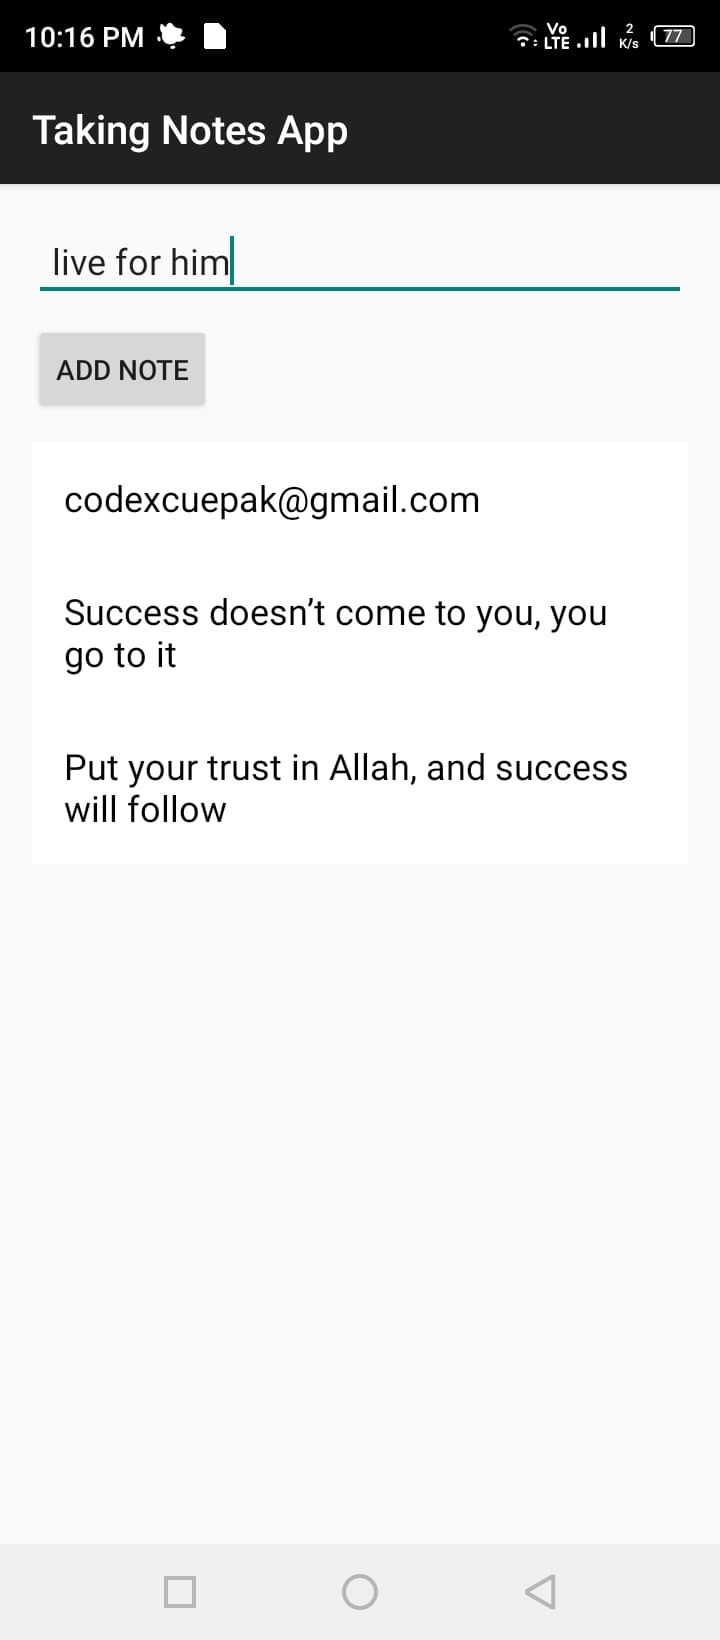 10:16 PM
Vo
LTE
2
K/s
77
Taking Notes App
live for him
ADD NOTE
codexcuepak@gmail.com
Success doesn’t come to you, you
go to it
Put your trust in Allah, and success
will follow